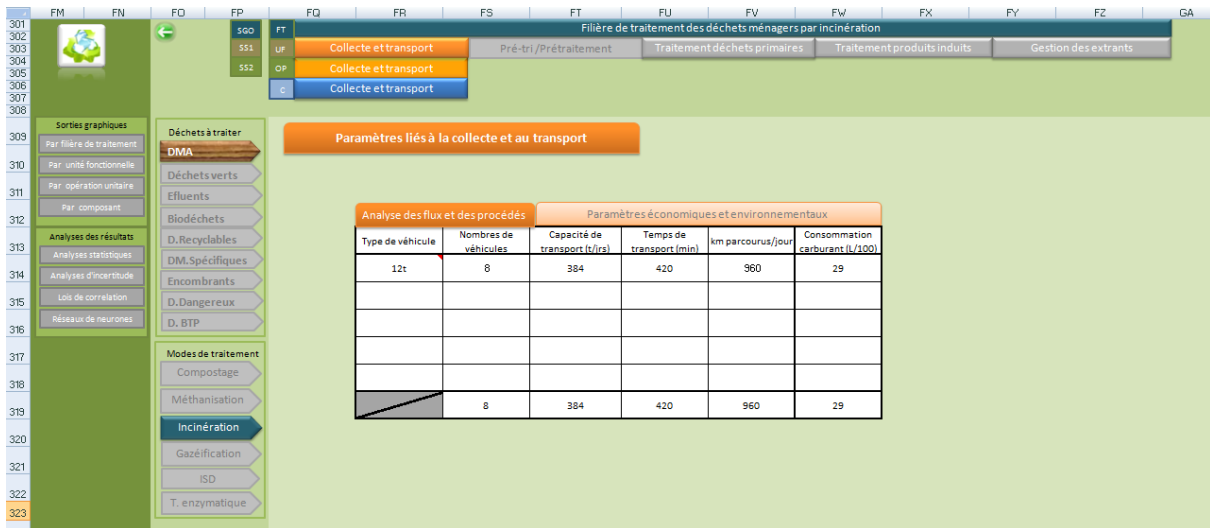 FM FN FO FP FQ FR FS FT FU FV FW FX FY FZ GA
301
302
303
304
305
306
307
308
309
310
311
312
313
314
315
316
317
318
319
320
321
322
323
SGO FT Filière de traitement des déchets ménagers par incinération
SS1 UF Collecte et transport Pré-tri /Prétraitement Traitement déchets primaires Traitement produits induits Gestion des extrants
SS2 OP Collecte et transport
C Collecte et transport
Sorties graphiques
Par filière de traitement
Par unité fonctionnelle
Par opération unitaire
Par composant
Analyses des résultats
Analyses statistiques
Analyses d'incertitude
Lois de correlation
Réseaux de neurones
Déchets à traiter
DMA
Déchets verts
Efluents
Biodéchets
D.Recyclables
DM.Spécifiques
Encombrants
D.Dangereux
D. BTP
Modes de traitement
Compostage
Méthanisation
Incinération
Gazéification
ISD
T. enzymatique
Paramètres liés à la collecte et au transport
Analyse des flux et des procédés Paramètres économiques et environnementaux
Type de véhicule Nombres de véhicules Capacité de transport (t/jrs) Temps de transport (min) km parcourus/jour Consommation carburant (L/100)
12t 8 384 420 960 29
8 384 420 960 29